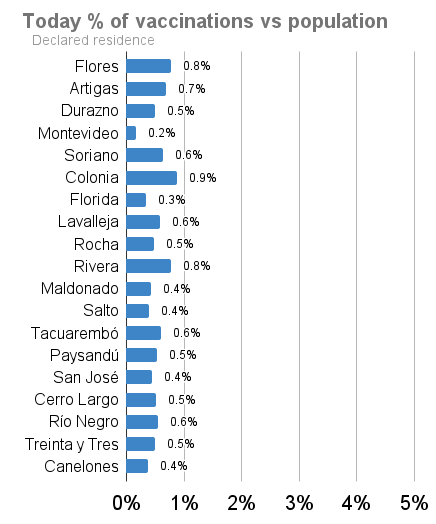 Today % of vaccinations vs population
Declared residence
Flores 0.8%
Artigas 0.7%
Durazno 0.5%
Montevideo 0.2%
Soriano 0.6%
Colonia 0.9%
Florida 0.3%
Lavalleja 0.6%
Rocha 0.5%
Rivera 0.8%
Maldonado 0.4%
Salto 0.4%
Tacuarembó 0.6%
Paysandú 0.5%
San José 0.4%
Cerro Largo 0.5%
Río Negro 0.6%
Treinta y Tres 0.5%
Canelones 0.4%
0% 1% 2% 3% 4% 5%